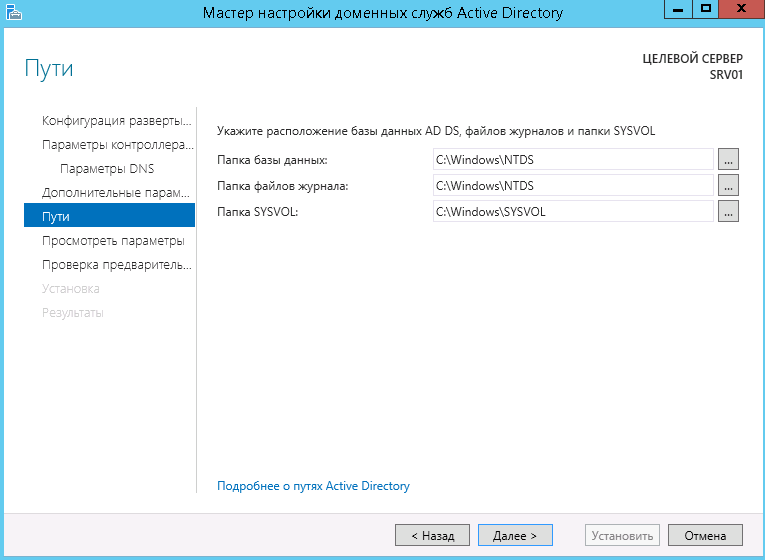 Мастер настройки доменных служб Active Directory
Пути
ЦЕЛЕВОЙ СЕРВЕР
SRV01
Конфигурация разверты...
Параметры контроллера...
Параметры DNS
Дополнительные парам...
Пути
Просмотреть параметры
Проверка предваритель...
Установка
Результаты
Укажите расположение базы данных AD DS, файлов журналов и папки SYSVOL
Папка базы данных: C:\Windows\NTDS ...
Папка файлов журнала: C:\Windows\NTDS ...
Папка SYSVOL: C:\Windows\SYSVOL ...
Подробнее о путях Active Directory
< Назад Далее > Установить Отмена